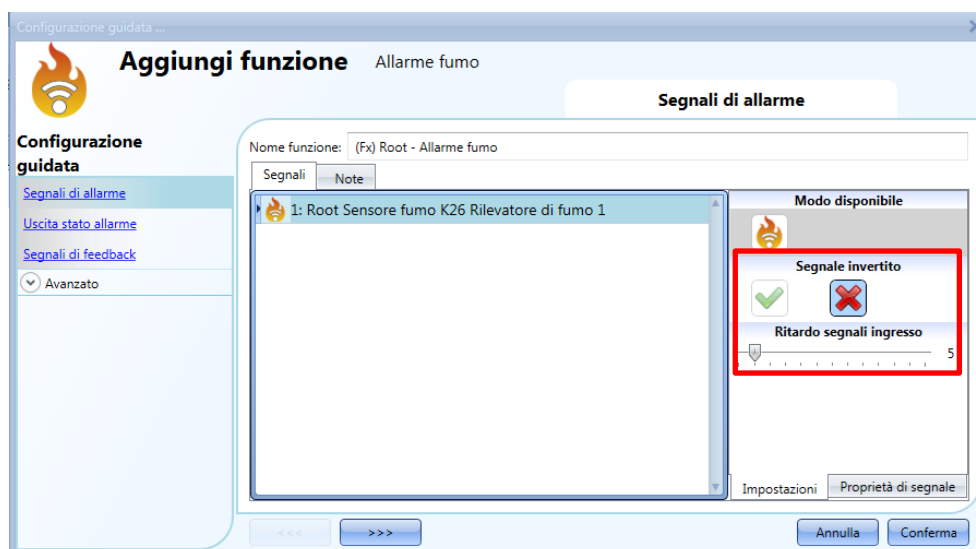 Configurazione guidata ...
Aggiungi funzione Allarme fumo
Segnali di allarme
Configurazione
guidata
Segnali di allarme
Uscita stato allarme
Segnali di feedback
Avanzato
Nome funzione: (Fx) Root - Allarme fumo
Segnali Note
1: Root Sensore fumo K26 Rilevatore di fumo 1
Modo disponibile
Segnale invertito
Ritardo segnali ingresso
5
Impostazioni Proprietà di segnale
<<< >>> Annulla Conferma